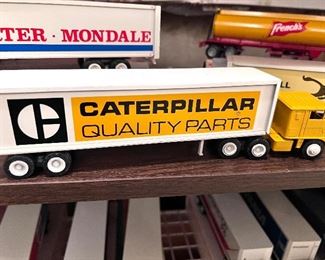 TER · MONDALE
French's
C
CATERPILLAR
QUALITY PARTS